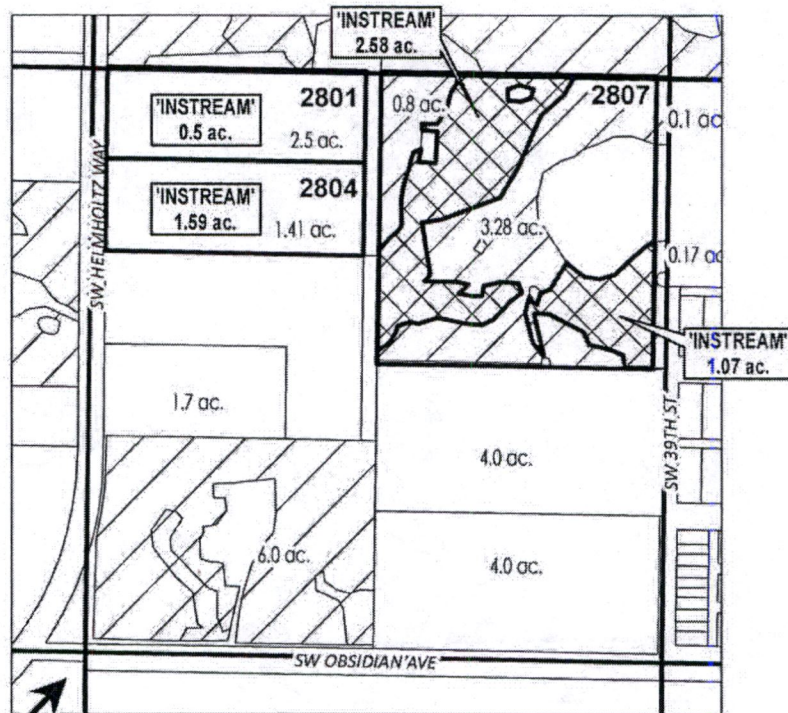 'INSTREAM'
2.58 ac.
'INSTREAM'
0.5 ac.
2801
2.5 ac.
0.8 ac.
2807
0.1 ac
'INSTREAM'
1.59 ac.
2804
1.41 ac.
3.28 ac.
0.17 ac
SW HELMHOLTZ WAY
'INSTREAM'
1.07 ac.
1.7 ac.
4.0 ac.
SW 39TH ST
6.0 ac.
4.0 ac.
SW OBSIDIAN AVE